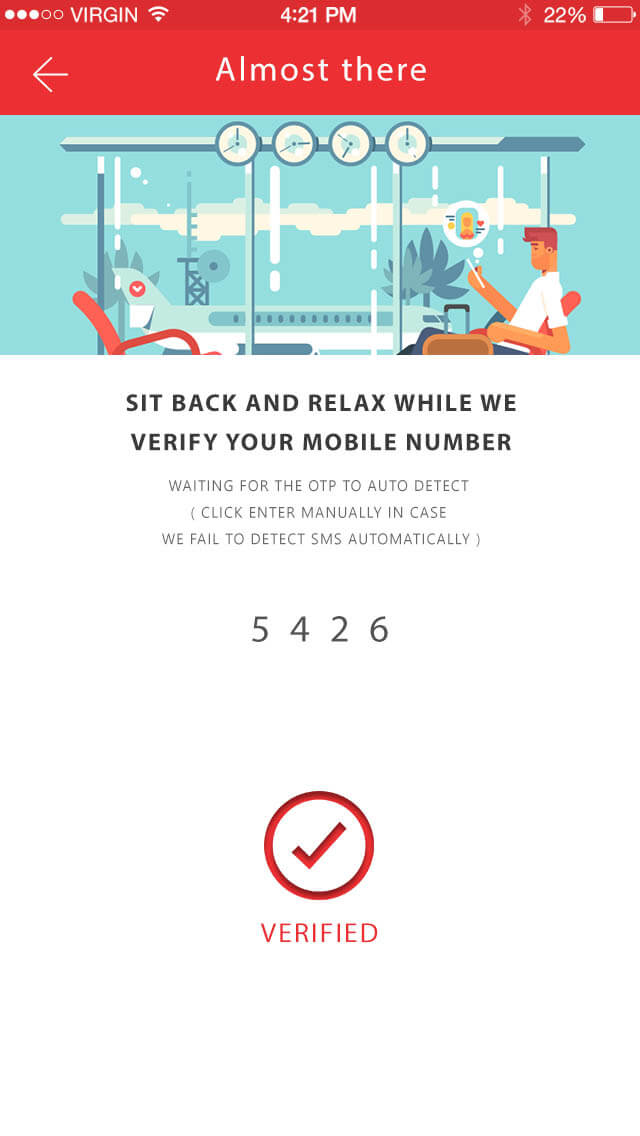 VIRGIN 4:21 PM 22%
Almost there
SIT BACK AND RELAX WHILE WE
VERIFY YOUR MOBILE NUMBER
WAITING FOR THE OTP TO AUTO DETECT
( CLICK ENTER MANUALLY IN CASE
WE FAIL TO DETECT SMS AUTOMATICALLY )
5 4 2 6
VERIFIED